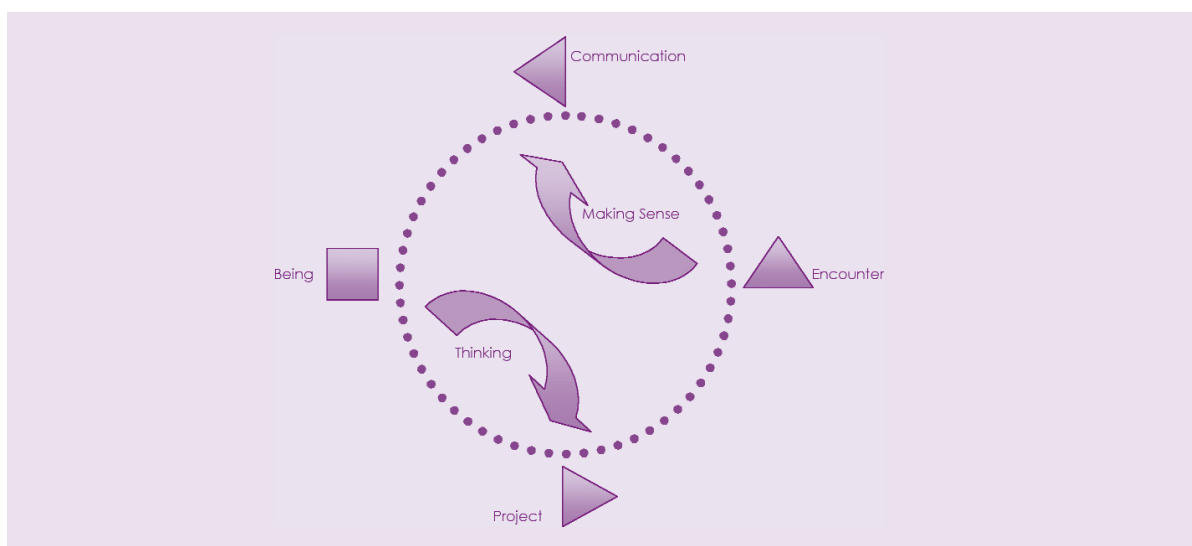 Communication
Making Sense
Being
Encounter
Thinking
Project